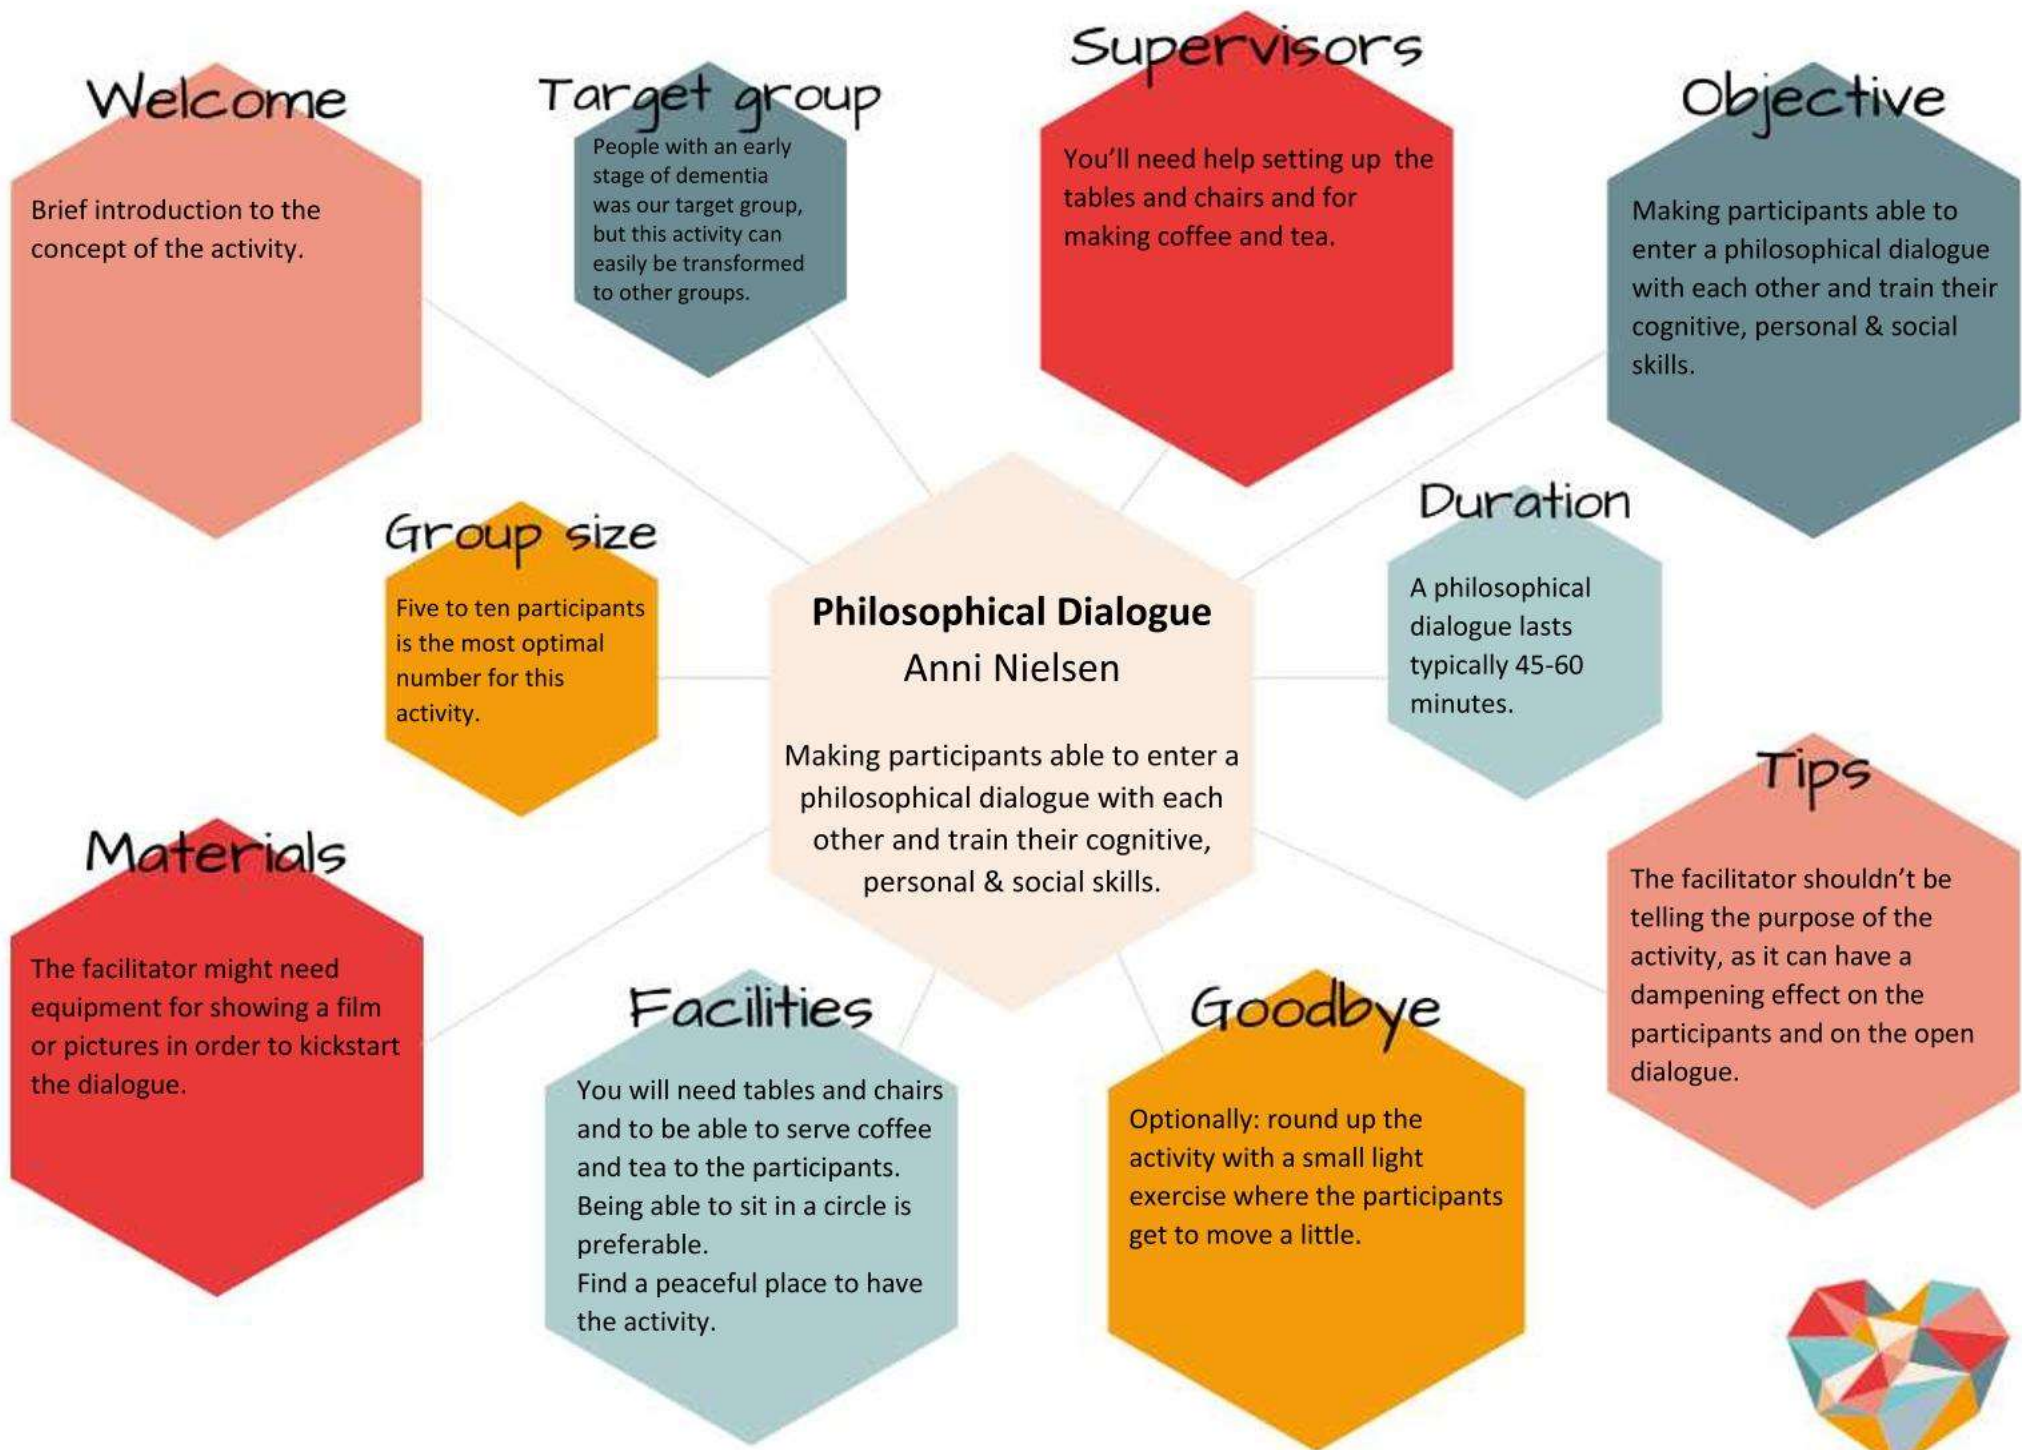 Welcome
Brief introduction to the
concept of the activity.
Target group
People with an early
stage of dementia
was our target group,
but this activity can
easily be transformed
to other groups.
Supervisors
You'll need help setting up  the
tables and chairs and for
making coffee and tea.
Objective
Making participants able to
enter a philosophical dialogue
with each other and train their
cognitive, personal & social
skills.
Group size
Five to ten participants
is the most optimal
number for this
activity.
Philosophical Dialogue
Anni Nielsen
Making participants able to enter a
philosophical dialogue with each
other and train their cognitive,
personal & social skills.
Duration
A philosophical
dialogue lasts
typically 45-60
minutes.
Materials
The facilitator might need
equipment for showing a film
or pictures in order to kickstart
the dialogue.
Facilities
You will need tables and chairs
and to be able to serve coffee
and tea to the participants.
Being able to sit in a circle is
preferable.
Find a peaceful place to have
the activity.
Goodbye
Optionally: round up the
activity with a small light
exercise where the participants
get to move a little.
Tips
The facilitator shouldn't be
telling the purpose of the
activity, as it can have a
dampening effect on the
participants and on the open
dialogue.